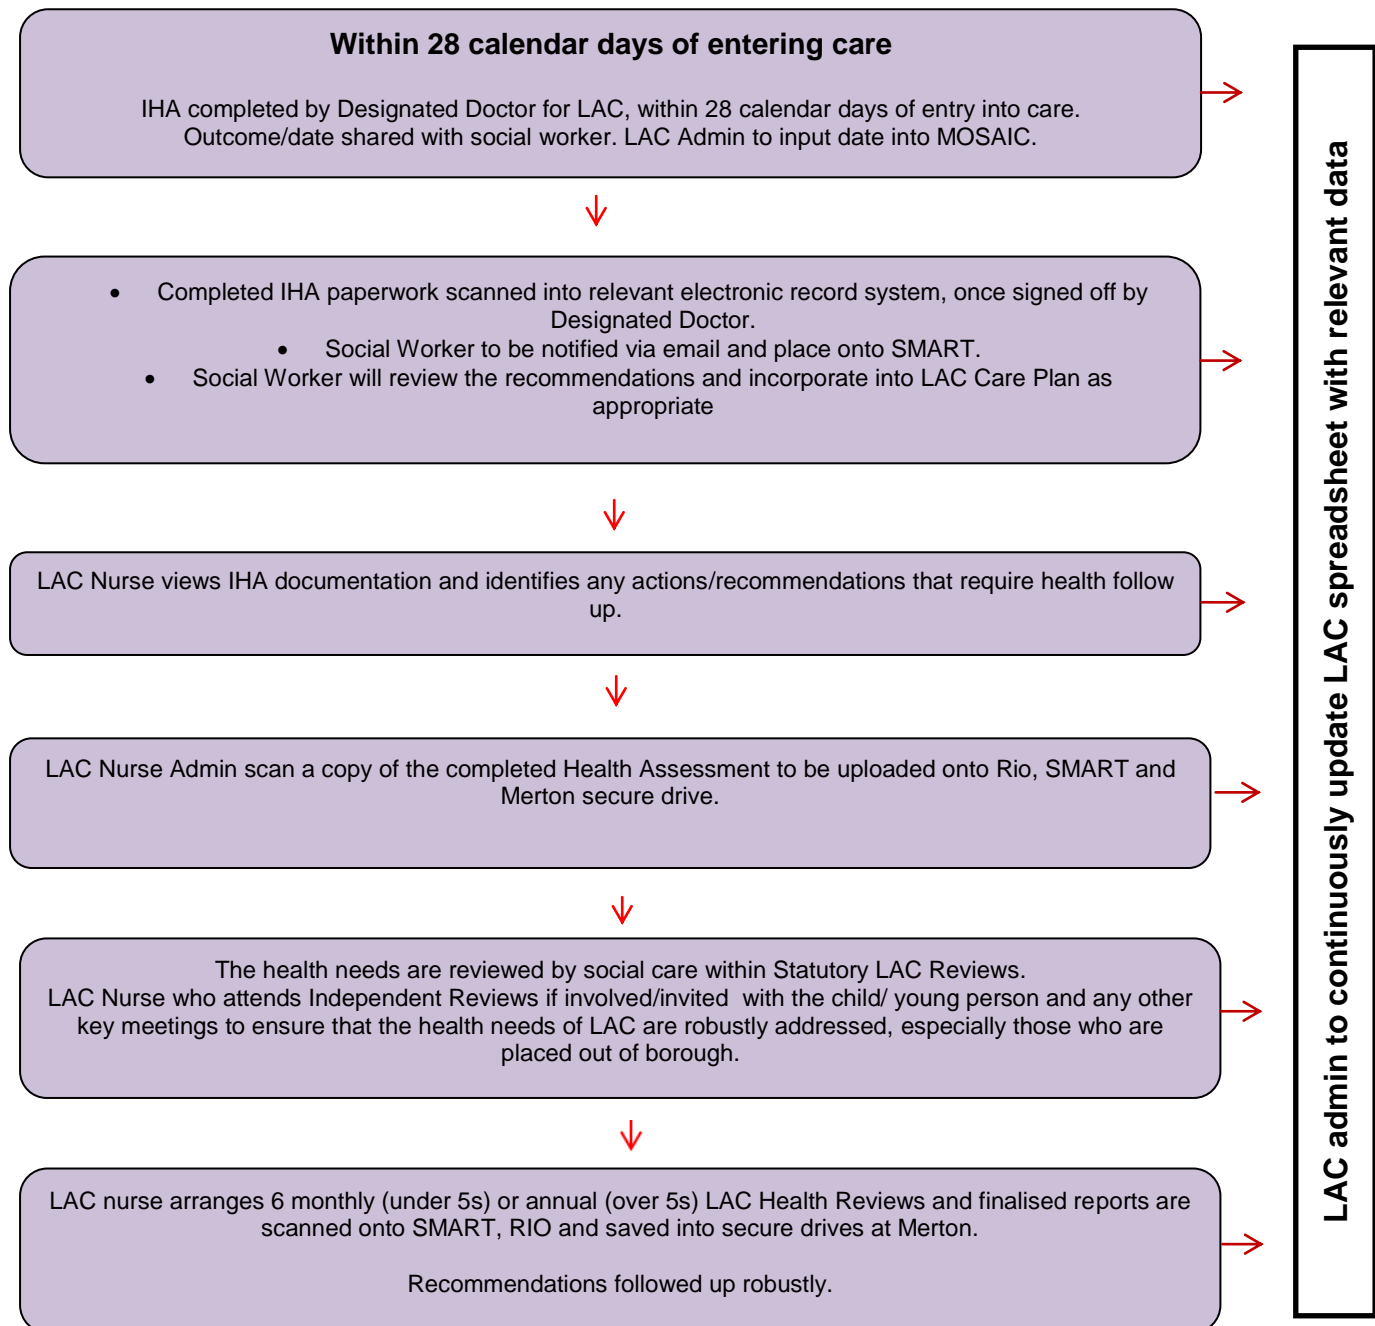 Within 28 calendar days of entering care
IHA completed by Designated Doctor for LAC, within 28 calendar days of entry into care.
Outcome/date shared with social worker. LAC Admin to input date into MOSAIC.
• Completed IHA paperwork scanned into relevant electronic record system, once signed off by
Designated Doctor.
• Social Worker to be notified via email and place onto SMART.
• Social Worker will review the recommendations and incorporate into LAC Care Plan as
appropriate
LAC Nurse views IHA documentation and identifies any actions/recommendations that require health follow
up.
LAC Nurse Admin scan a copy of the completed Health Assessment to be uploaded onto Rio, SMART and
Merton secure drive.
The health needs are reviewed by social care within Statutory LAC Reviews.
LAC Nurse who attends Independent Reviews if involved/invited with the child/ young person and any other
key meetings to ensure that the health needs of LAC are robustly addressed, especially those who are
placed out of borough.
LAC nurse arranges 6 monthly (under 5s) or annual (over 5s) LAC Health Reviews and finalised reports are
scanned onto SMART, RIO and saved into secure drives at Merton.
Recommendations followed up robustly.
LAC admin to continuously update LAC spreadsheet with relevant data